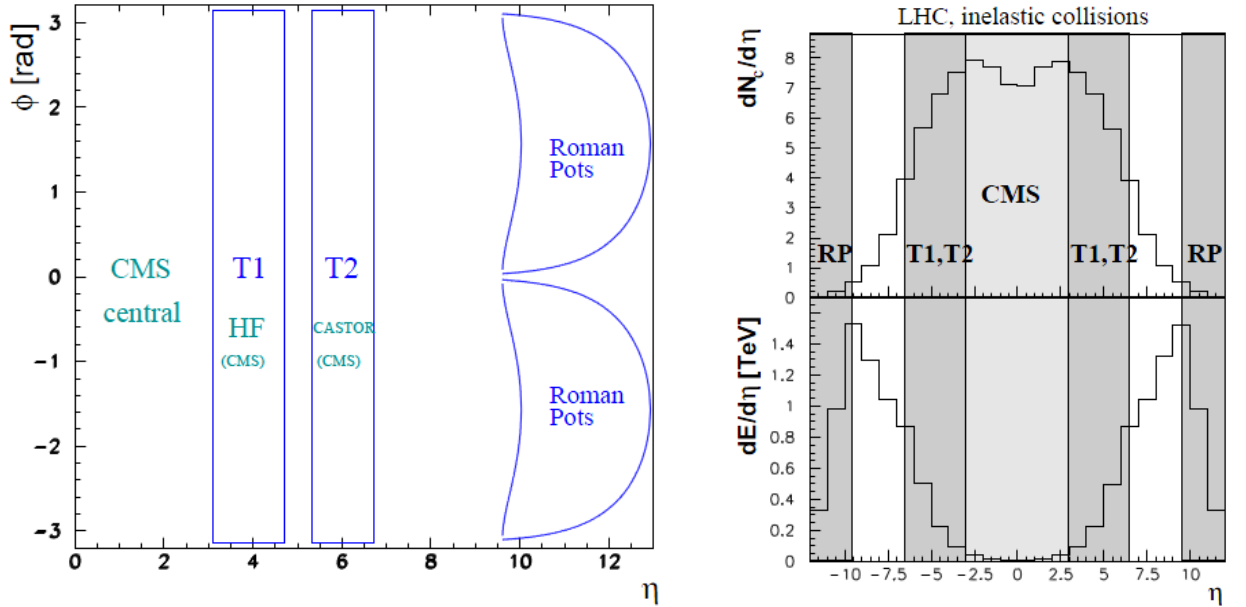 ϕ [rad]
3
2
1
0
−1
−2
−3
CMS
central
T1
HF
(CMS)
T2
CASTOR
(CMS)
Roman
Pots
Roman
Pots
0 2 4 6 8 10 12
η
LHC, inelastic collisions
dN_c/dη
8
7
6
5
4
3
2
1
0
CMS
RP T1,T2 T1,T2 RP
dE/dη [TeV]
1.4
1.2
1
0.8
0.6
0.4
0.2
0
−10 −7.5 −5 −2.5 0 2.5 5 7.5 10
η